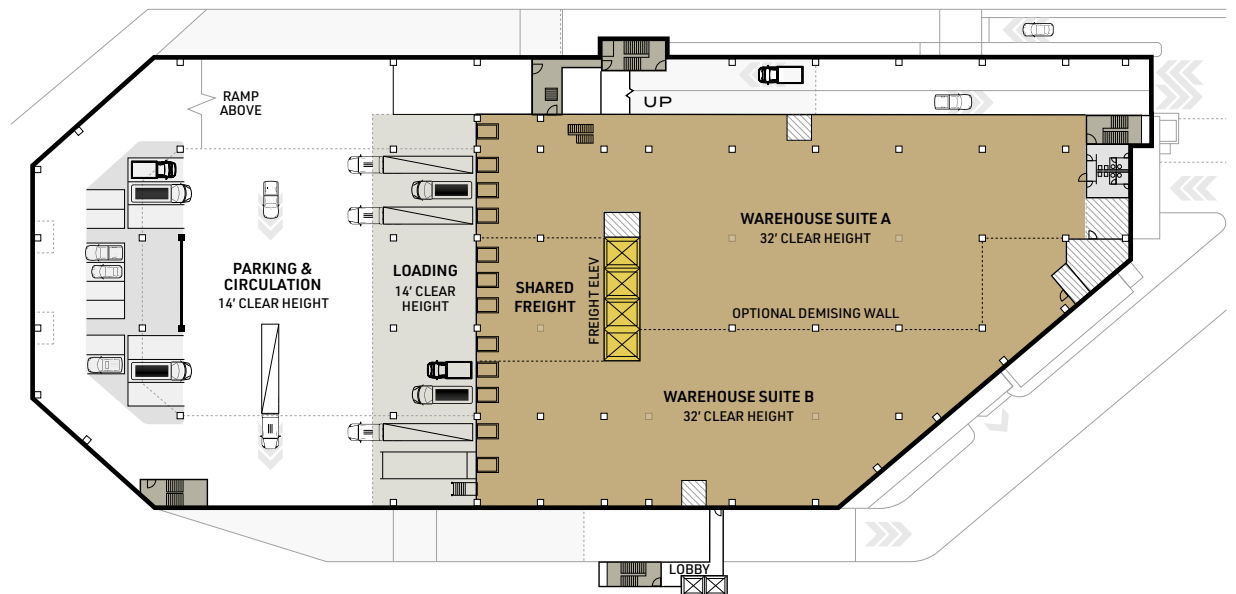 RAMP
ABOVE
UP
PARKING &
CIRCULATION
14' CLEAR HEIGHT
LOADING
14' CLEAR
HEIGHT
SHARED
FREIGHT
FREIGHT ELEV
WAREHOUSE SUITE A
32' CLEAR HEIGHT
OPTIONAL DEMISING WALL
WAREHOUSE SUITE B
32' CLEAR HEIGHT
LOBBY